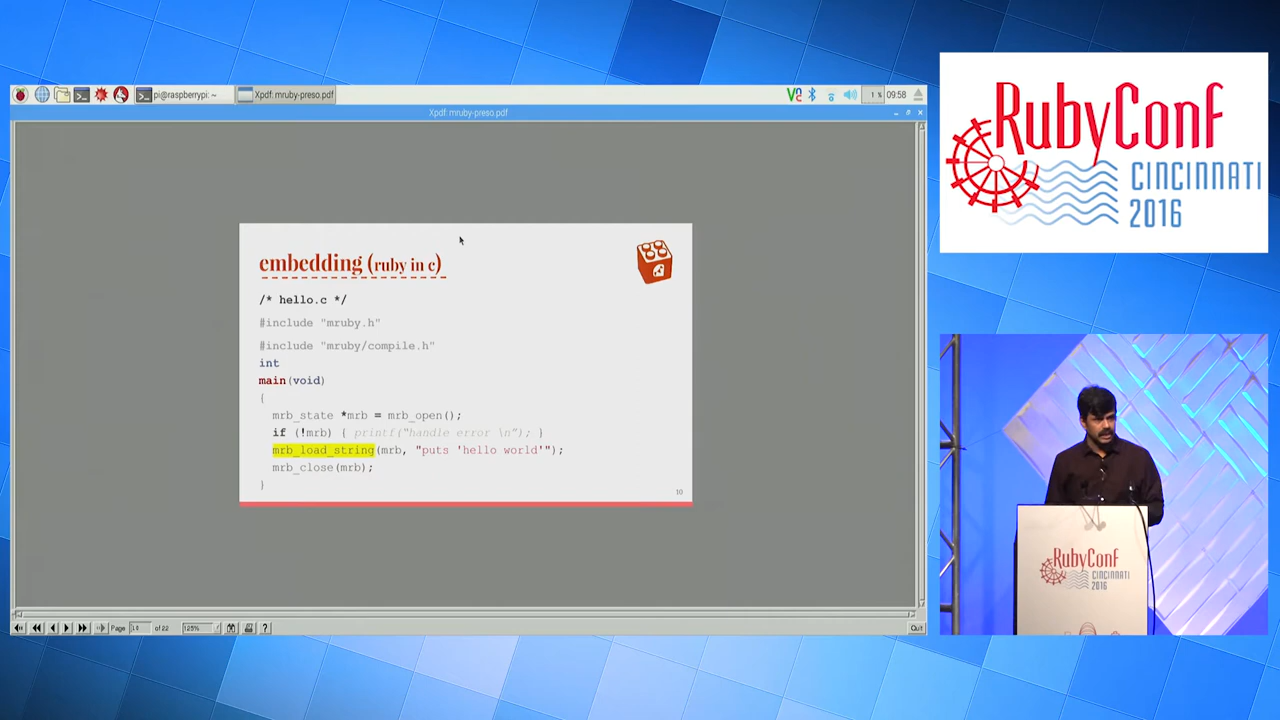 pi@raspberrypi: ~
Xpdf: mruby-preso.pdf
1 %
09:58
Xpdf: mruby-preso.pdf
embedding (ruby in c)
/* hello.c */
#include "mruby.h"
#include "mruby/compile.h"
int
main(void)
{
mrb_state *mrb = mrb_open();
if (!mrb) { printf("handle error \n"); }
mrb_load_string(mrb, "puts 'hello world'");
mrb_close(mrb);
}
10
Page 10 of 22 125% ?
Quit
RubyConf
CINCINNATI
2016
RubyConf
CINCINNATI
2016